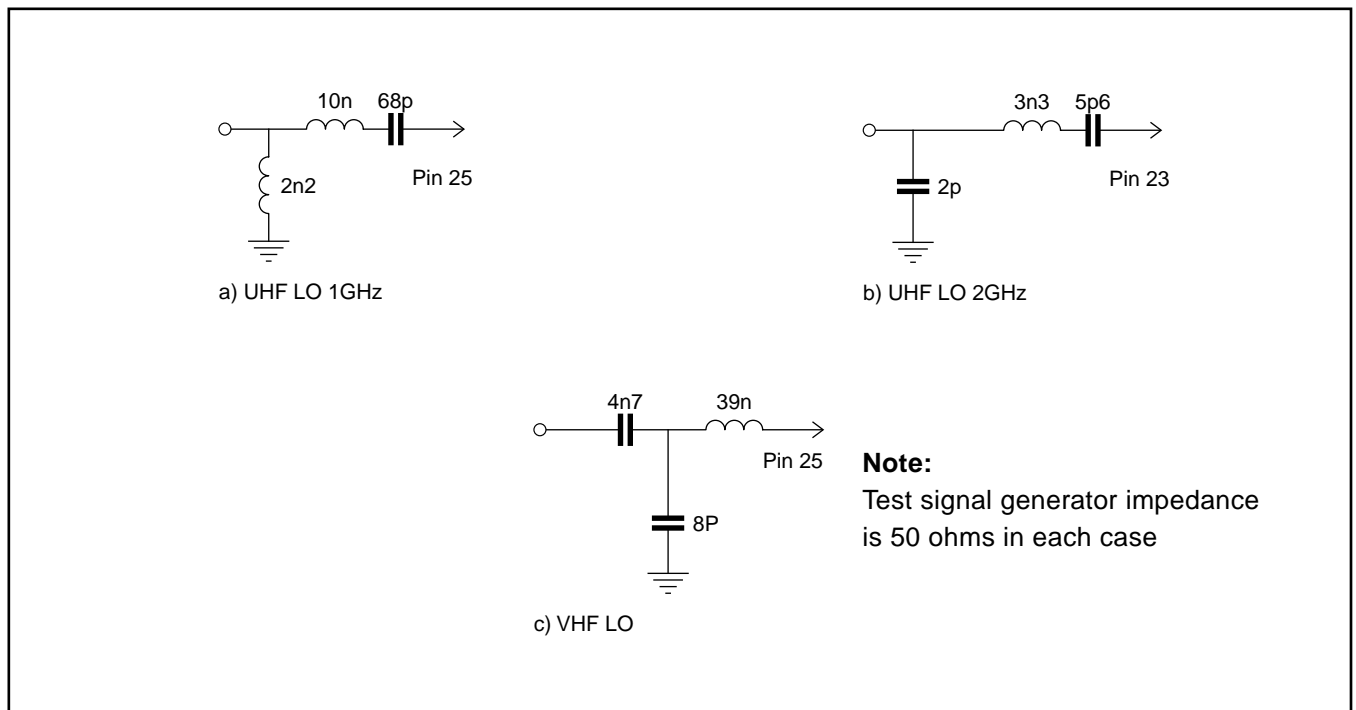 10n 68p
2n2
Pin 25
a) UHF LO 1GHz
3n3 5p6
2p
Pin 23
b) UHF LO 2GHz
4n7 39n
Pin 25
8P
c) VHF LO
Note:
Test signal generator impedance
is 50 ohms in each case